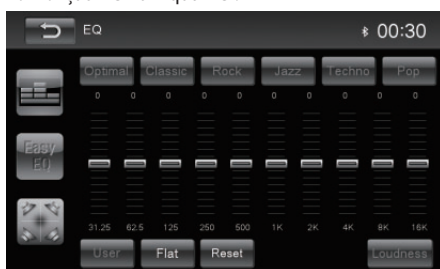 EQ 00:30
Optimal Classic Rock Jazz Techno Pop
0 0 0 0 0 0 0 0 0 0
Easy
EQ
31.25 62.5 125 250 500 1K 2K 4K 8K 16K
User Flat Reset Loudness